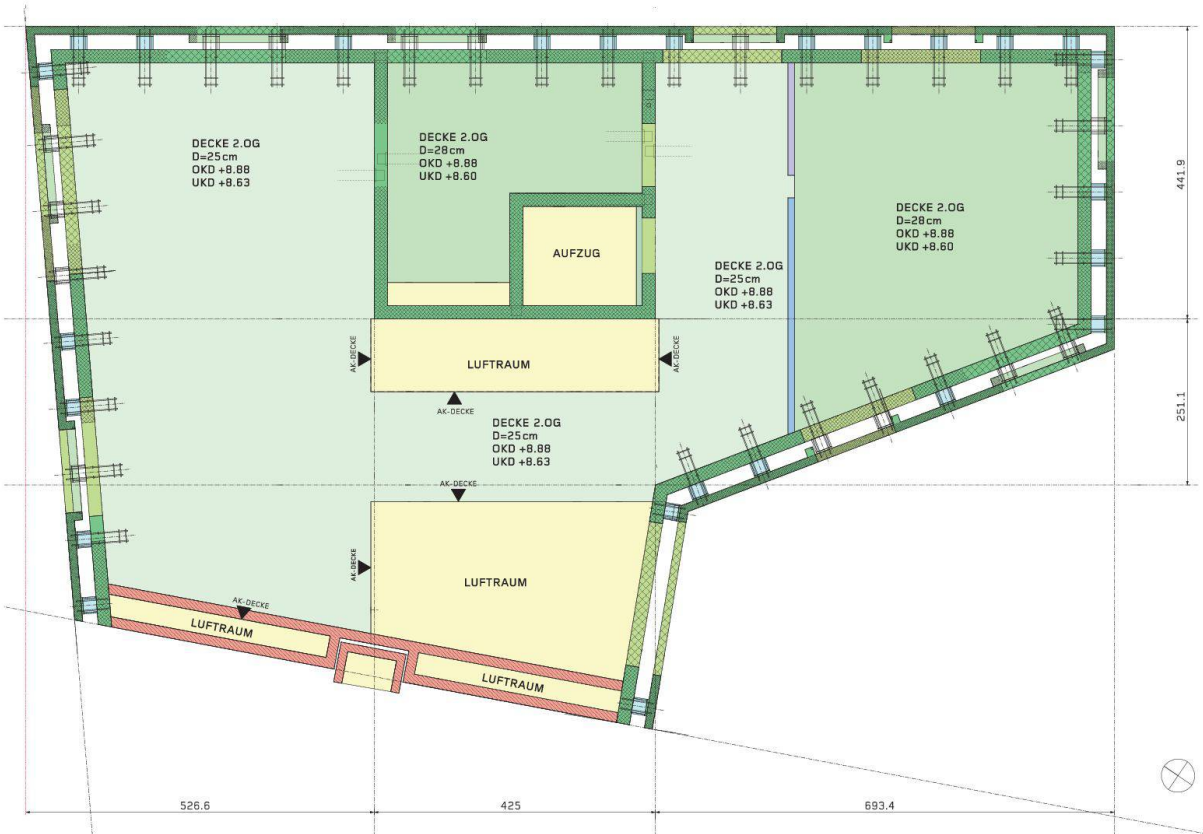 DECKE 2.OG
D=25cm
OKD +8.88
UKD +8.63
DECKE 2.OG
D=28cm
OKD +8.88
UKD +8.60
AUFZUG
DECKE 2.OG
D=25cm
OKD +8.88
UKD +8.63
DECKE 2.OG
D=28cm
OKD +8.88
UKD +8.60
441.9
AK-DECKE
LUFTRAUM
AK-DECKE
AK-DECKE
DECKE 2.OG
D=25cm
OKD +8.88
UKD +8.63
251.1
AK-DECKE
AK-DECKE
LUFTRAUM
AK-DECKE
LUFTRAUM
LUFTRAUM
526.6
425
693.4